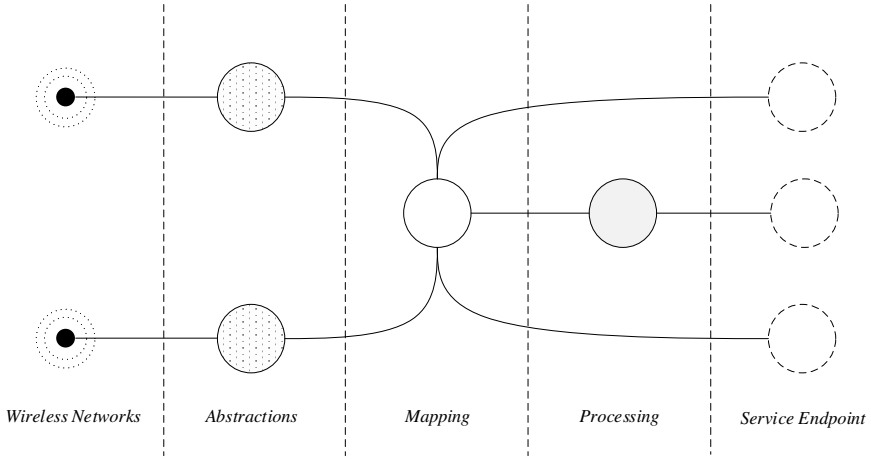 Wireless Networks
Abstractions
Mapping
Processing
Service Endpoint